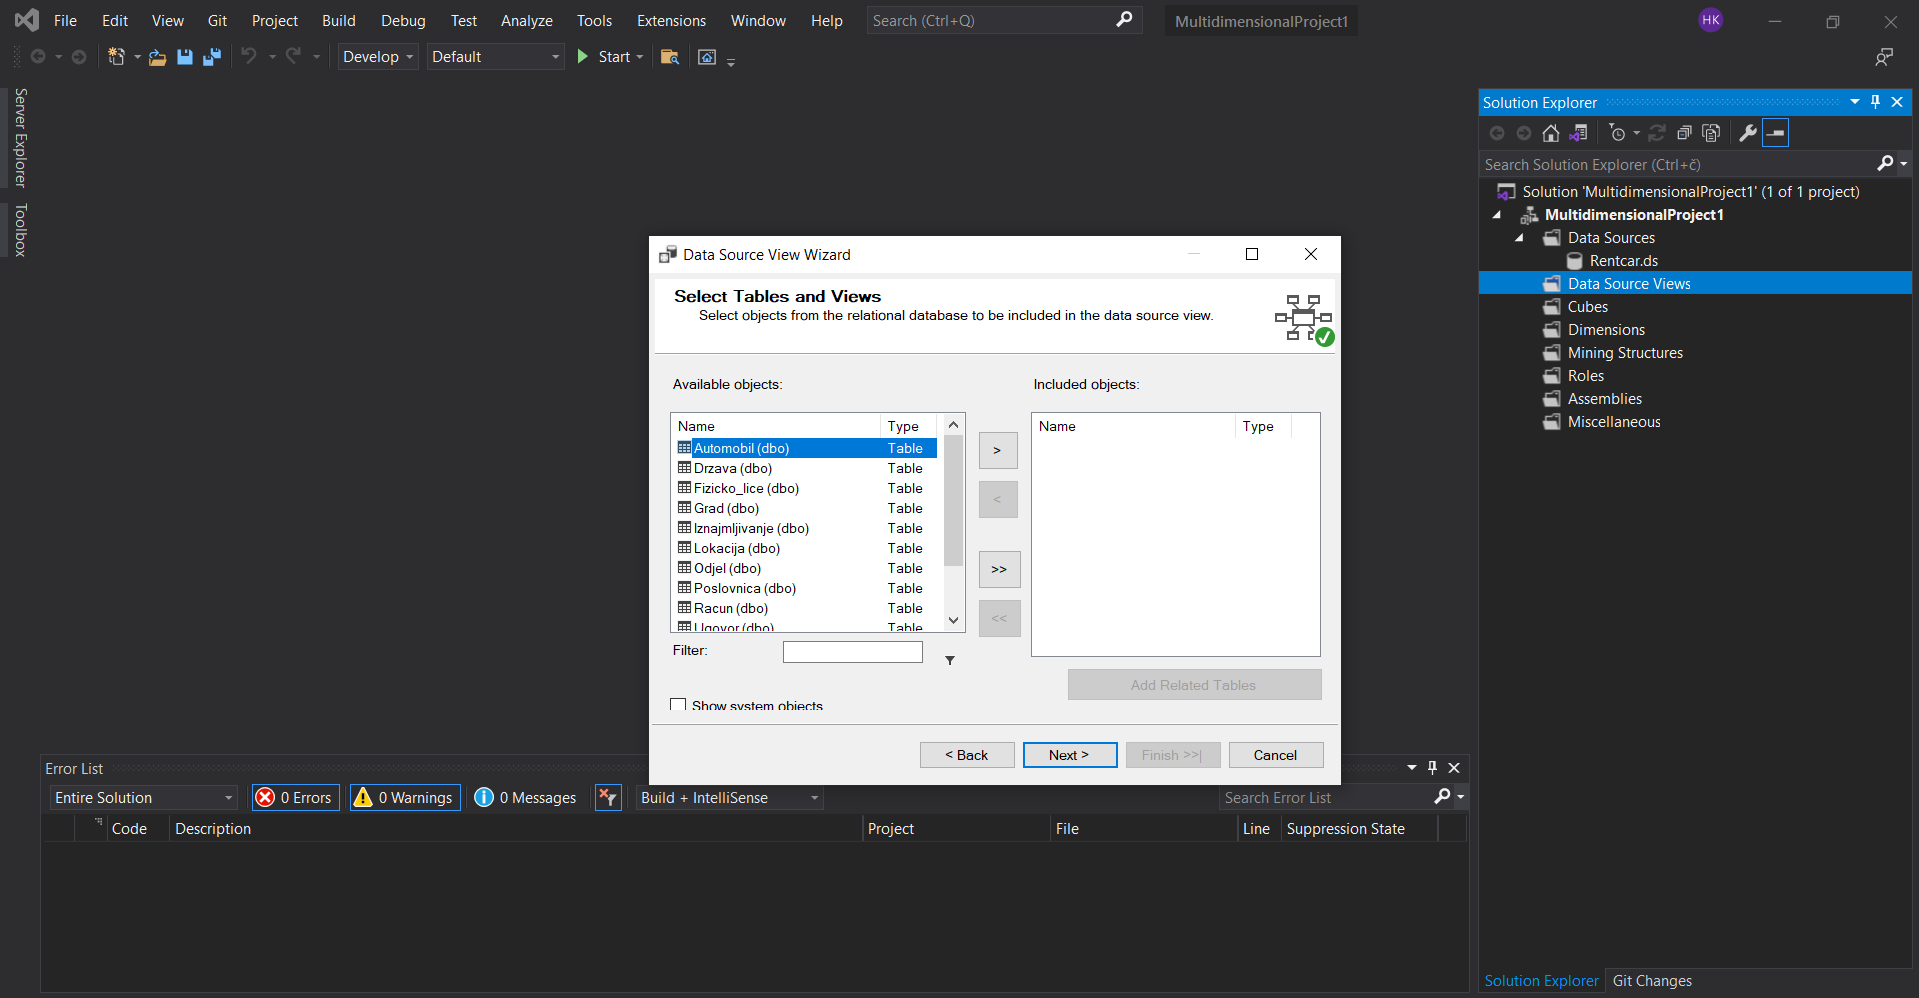 File Edit View Git Project Build Debug Test Analyze Tools Extensions Window Help Search (Ctrl+Q) MultidimensionalProject1 HK
Develop Default Start
Server Explorer
Toolbox
Solution Explorer
Search Solution Explorer (Ctrl+č)
Solution 'MultidimensionalProject1' (1 of 1 project)
MultidimensionalProject1
Data Sources
Rentcar.ds
Data Source Views
Cubes
Dimensions
Mining Structures
Roles
Assemblies
Miscellaneous
Data Source View Wizard
Select Tables and Views
Select objects from the relational database to be included in the data source view.
Available objects:
Name Type
Automobil (dbo) Table
Drzava (dbo) Table
Fizicko_lice (dbo) Table
Grad (dbo) Table
Iznajmljivanje (dbo) Table
Lokacija (dbo) Table
Odjel (dbo) Table
Poslovnica (dbo) Table
Racun (dbo) Table
Ugovor (dbo) Table
>
<
>>
<<
Included objects:
Name Type
Filter:
Add Related Tables
Show system objects
< Back Next > Finish >>| Cancel
Error List
Entire Solution 0 Errors 0 Warnings 0 Messages Build + IntelliSense Search Error List
Code Description Project File Line Suppression State
Solution Explorer Git Changes